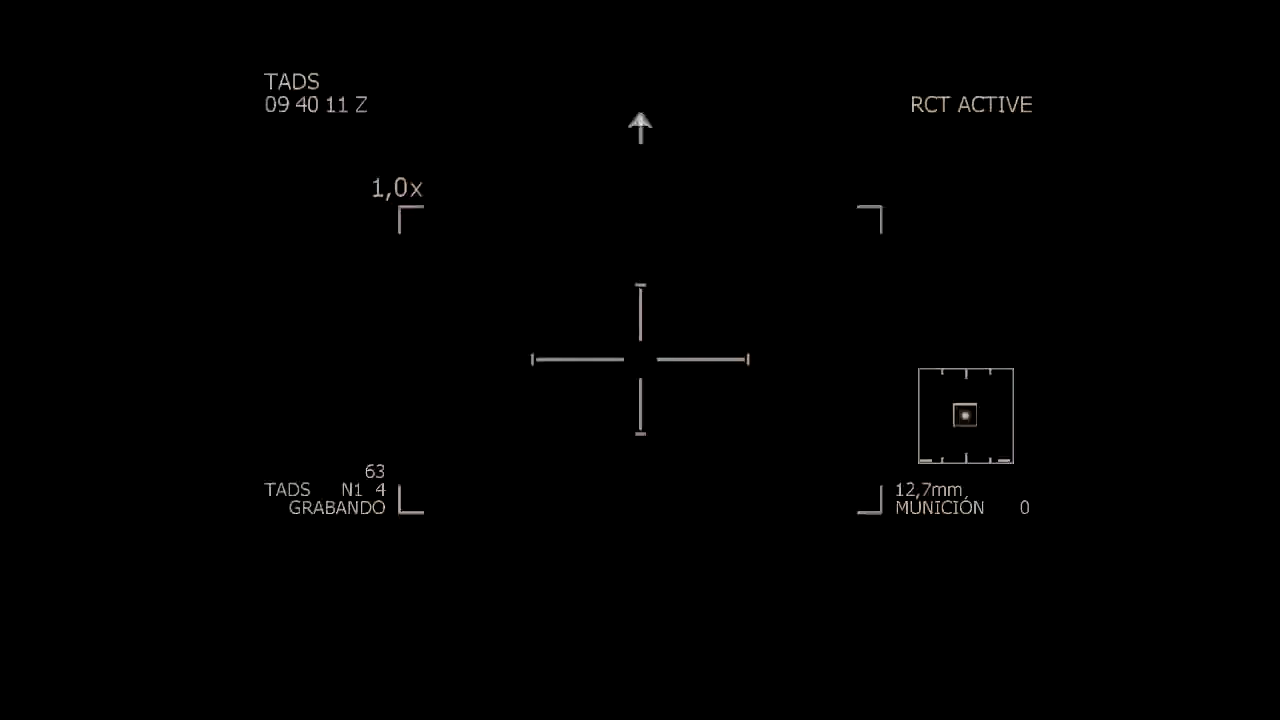 TADS
09 40 11 Z
RCT ACTIVE
1,0x
63
TADS N1 4
GRABANDO
12,7mm
MUNICIÓN 0